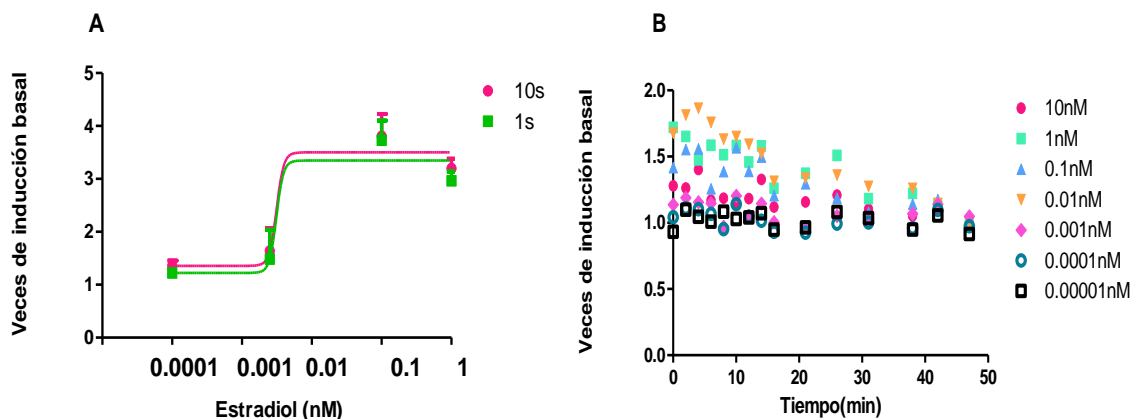 A
Veces de inducción basal
5
4
3
2
1
0
0.0001
0.001
0.01
0.1
1
Estradiol (nM)
10s
1s
B
Veces de inducción basal
2.0
1.5
1.0
0.5
0.0
0
10
20
30
40
50
Tiempo(min)
10nM
1nM
0.1nM
0.01nM
0.001nM
0.0001nM
0.00001nM